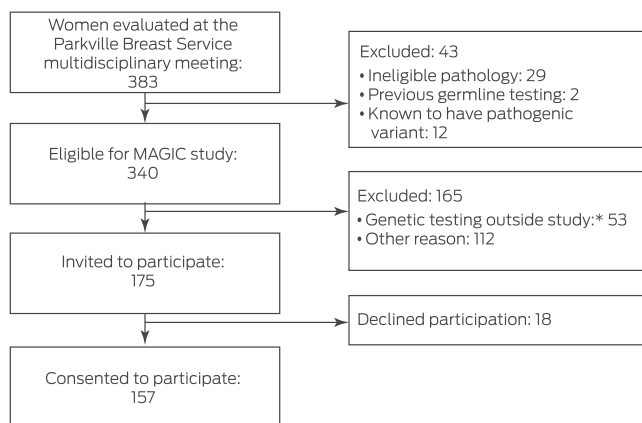 Women evaluated at the
Parkville Breast Service
multidisciplinary meeting:
383
Excluded: 43
• Ineligible pathology: 29
• Previous germline testing: 2
• Known to have pathogenic
variant: 12
Eligible for MAGIC study:
340
Excluded: 165
• Genetic testing outside study:* 53
• Other reason: 112
Invited to participate:
175
Declined participation: 18
Consented to participate:
157